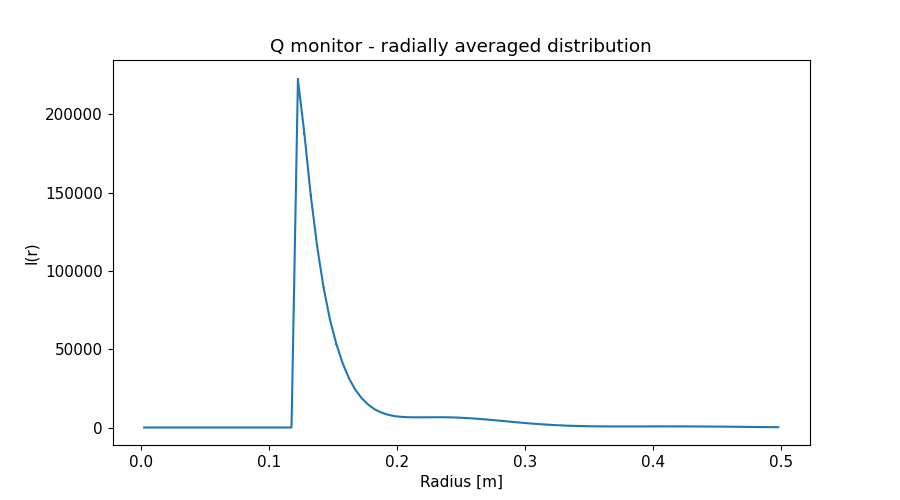 Q monitor - radially averaged distribution
200000
150000
100000
50000
0
I(r)
0.0 0.1 0.2 0.3 0.4 0.5
Radius [m]